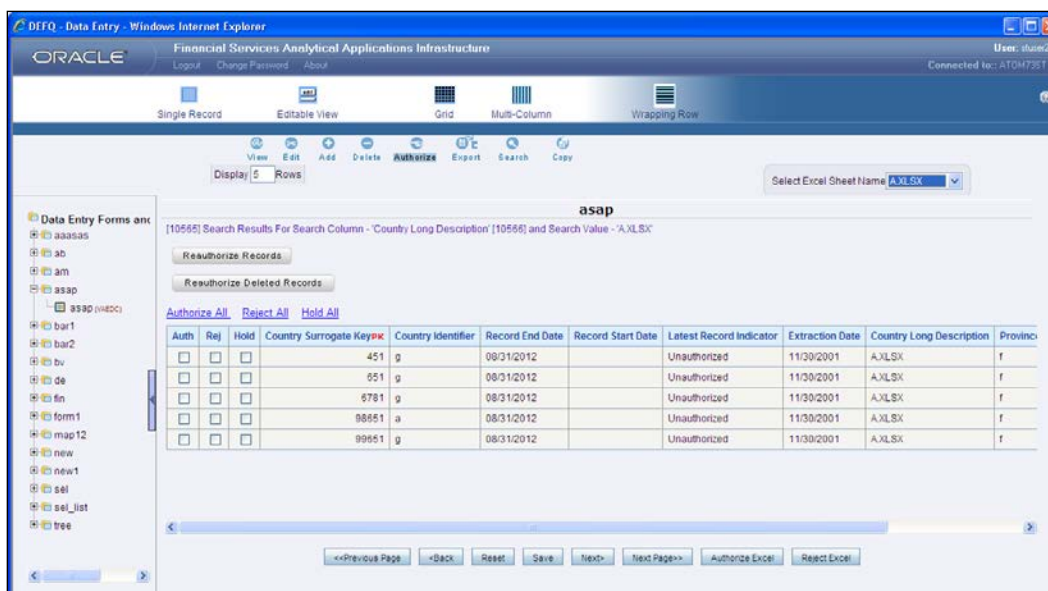 DEFQ - Data Entry - Windows Internet Explorer
ORACLE
Financial Services Analytical Applications Infrastructure
User:
Logout Change Password About
Connected to::
Single Record Editable View Grid Multi-Column Wrapping Row
View Edit Add Delete Authorize Export Search Copy
Display 5 Rows
Select Excel Sheet Name A.XLSX
Data Entry Forms and
aaasas
ab
am
asap
asap
bar1
bar2
bv
de
fin
form1
map12
new
new1
sel
sel_list
tree
asap
[10565] Search Results For Search Column - 'Country Long Description' [10566] and Search Value - 'A.XLSX'
Reauthorize Records
Reauthorize Deleted Records
Authorize All Reject All Hold All
Auth Rej Hold Country Surrogate KeyPK Country Identifier Record End Date Record Start Date Latest Record Indicator Extraction Date Country Long Description Province
451 g 08/31/2012 Unauthorized 11/30/2001 A.XLSX f
651 g 08/31/2012 Unauthorized 11/30/2001 A.XLSX f
6781 g 08/31/2012 Unauthorized 11/30/2001 A.XLSX f
98651 a 08/31/2012 Unauthorized 11/30/2001 A.XLSX f
99651 g 08/31/2012 Unauthorized 11/30/2001 A.XLSX f
<<Previous Page <Back Reset Save Next> Next Page>> Authorize Excel Reject Excel